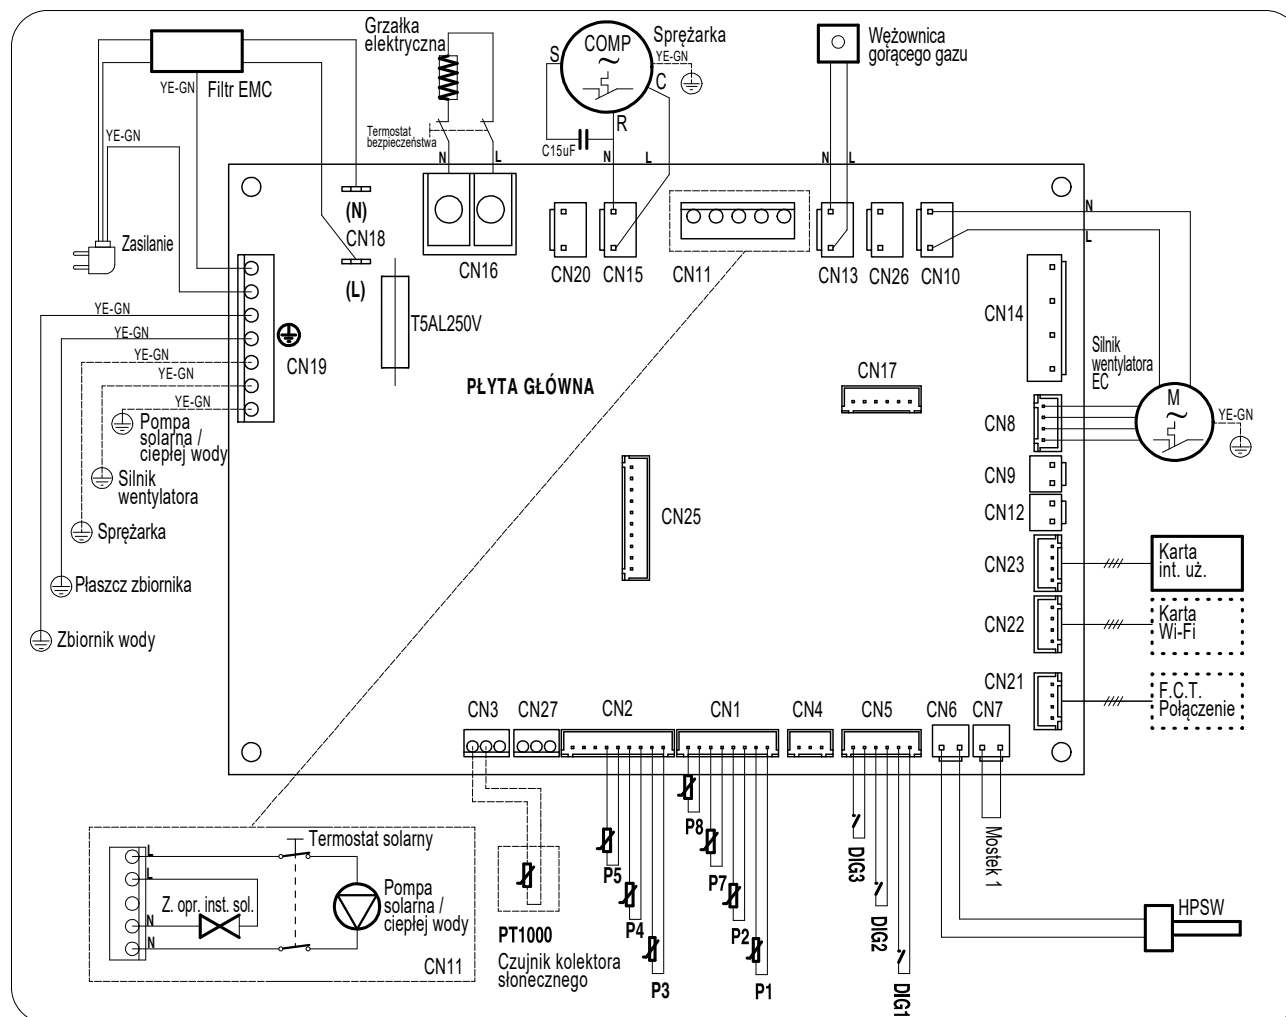 Filtr EMC
YE-GN
YE-GN
Zasilanie
Grzałka
elektryczna
Termostat
bezpieczeństwa
N
L
COMP
~
S
C
R
Sprężarka
YE-GN
C15uF
N
L
Wężownica
gorącego gazu
N
L
N
L
(N)
CN18
(L)
CN16
CN20
CN15
CN11
CN13
CN26
CN10
T5AL250V
CN19
CN14
CN17
PŁYTA GŁÓWNA
Silnik
wentylatora
EC
M
~
YE-GN
CN8
CN9
CN12
CN25
CN23
CN22
CN21
Karta
int. uż.
Karta
Wi-Fi
F.C.T.
Połączenie
YE-GN
YE-GN
YE-GN
YE-GN
YE-GN
Pompa
solarna /
ciepłej wody
Silnik
wentylatora
Sprężarka
Płaszcz zbiornika
Zbiornik wody
CN3
CN27
CN2
CN1
CN4
CN5
CN6
CN7
P8
P5
P7
P4
P2
P3
P1
DIG3
DIG2
DIG1
Mostek 1
HPSW
PT1000
Czujnik kolektora
słonecznego
L
L
N
N
Termostat solarny
Z. opr. inst. sol.
Pompa
solarna /
ciepłej wody
CN11